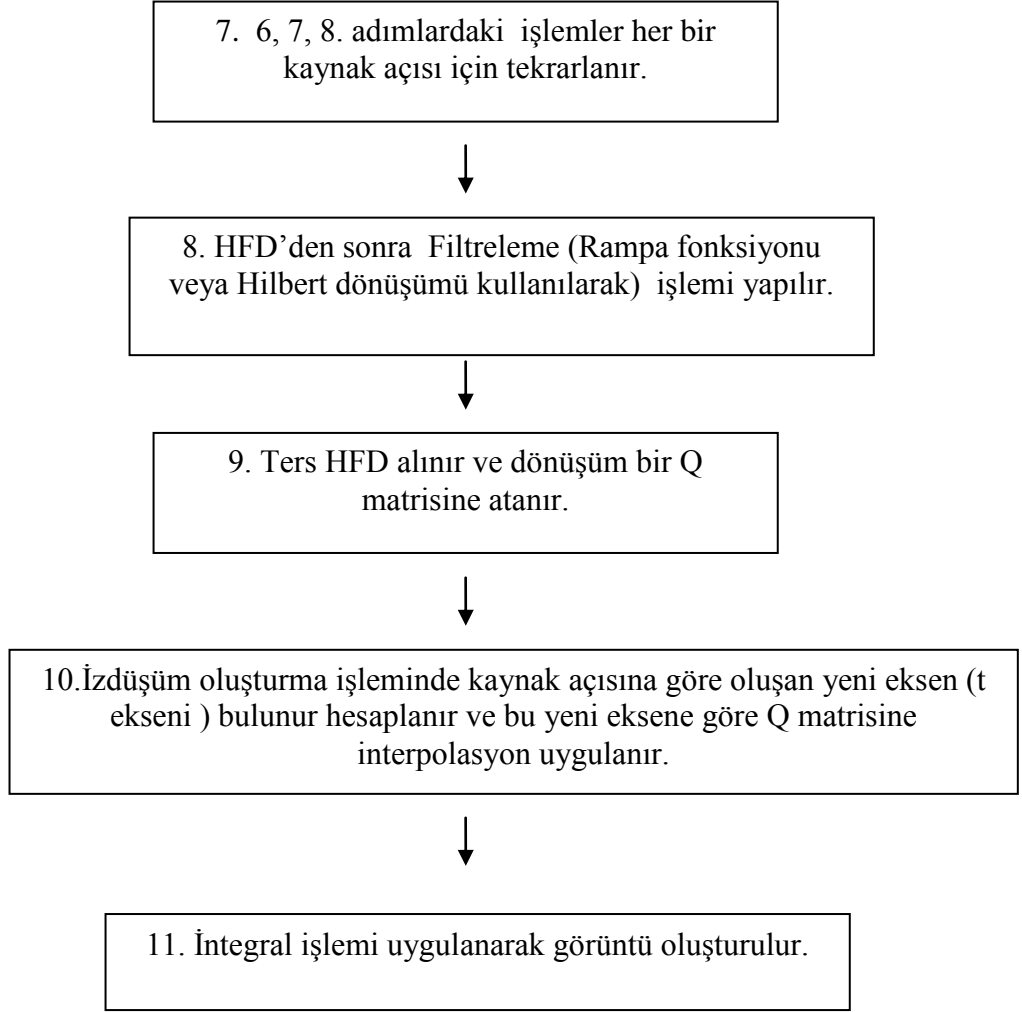 7. 6, 7, 8. adımlardaki işlemler her bir
kaynak açısı için tekrarlanır.
8. HFD’den sonra Filtreleme (Rampa fonksiyonu
veya Hilbert dönüşümü kullanılarak) işlemi yapılır.
9. Ters HFD alınır ve dönüşüm bir Q
matrisine atanır.
10.İzdüşüm oluşturma işleminde kaynak açısına göre oluşan yeni eksen (t
ekseni ) bulunur hesaplanır ve bu yeni eksene göre Q matrisine
interpolasyon uygulanır.
11. İntegral işlemi uygulanarak görüntü oluşturulur.